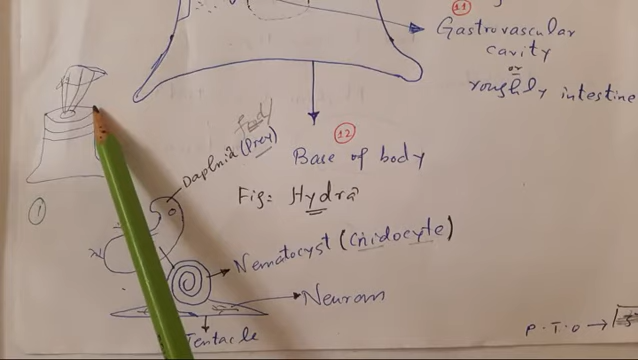 11
Gastrovascular
cavity
or
roughly intestine
12
Base of body
Food
Daphnia (Prey)
Fig: Hydra
1
Nematocyst (Cnidocyte)
Neuron
Tentacle
P.T.O →